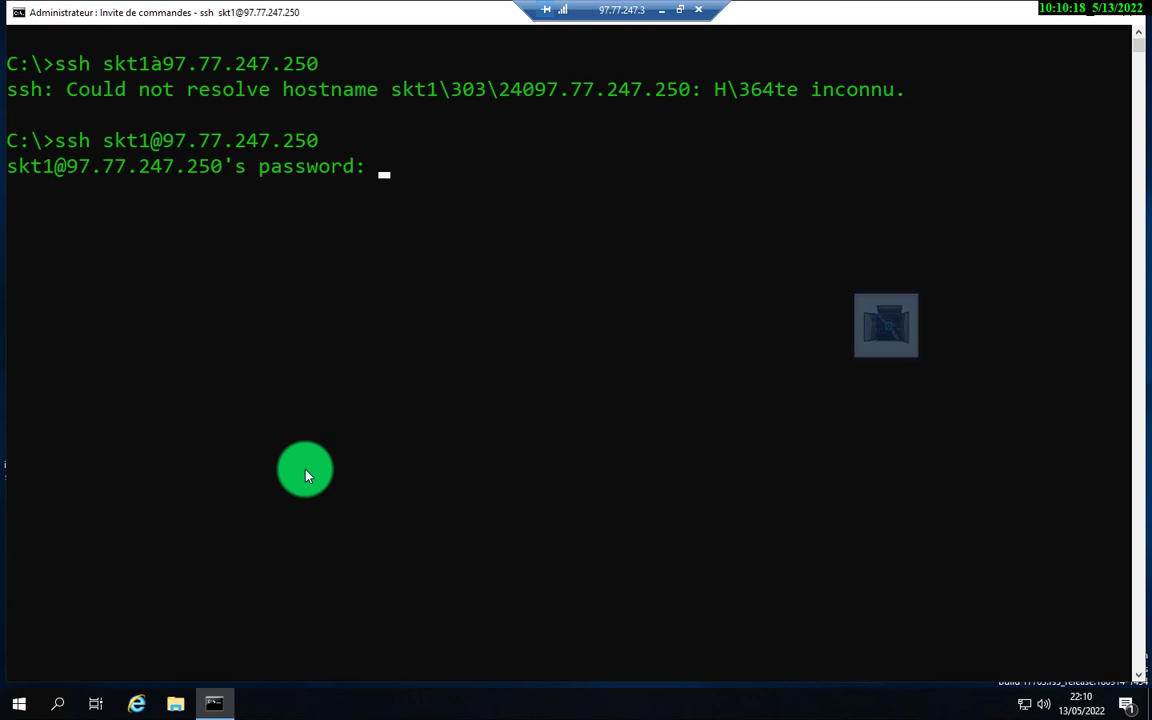 Administrateur : Invite de commandes - ssh  skt1@97.77.247.250
97.77.247.3
10:10:18 5/13/2022
C:\>ssh skt1à97.77.247.250
ssh: Could not resolve hostname skt1\303\24097.77.247.250: H\364te inconnu.
C:\>ssh skt1@97.77.247.250
skt1@97.77.247.250's password:
22:10
13/05/2022
1